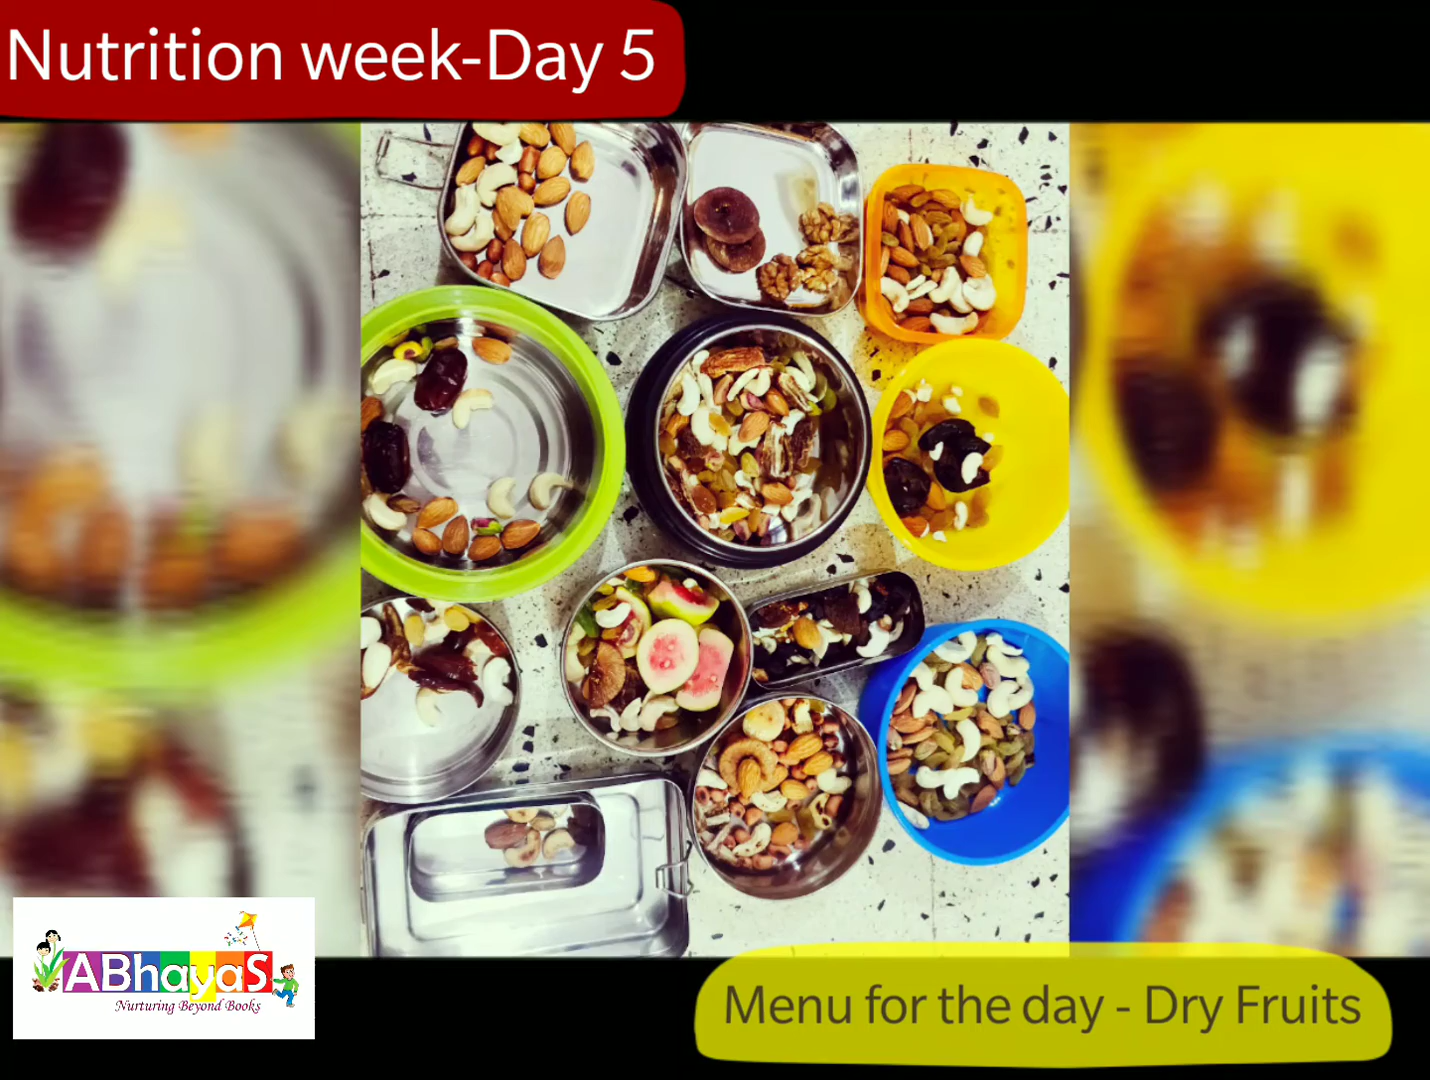 Nutrition week-Day 5
ABhayaS
Nurturing Beyond Books
Menu for the day - Dry Fruits